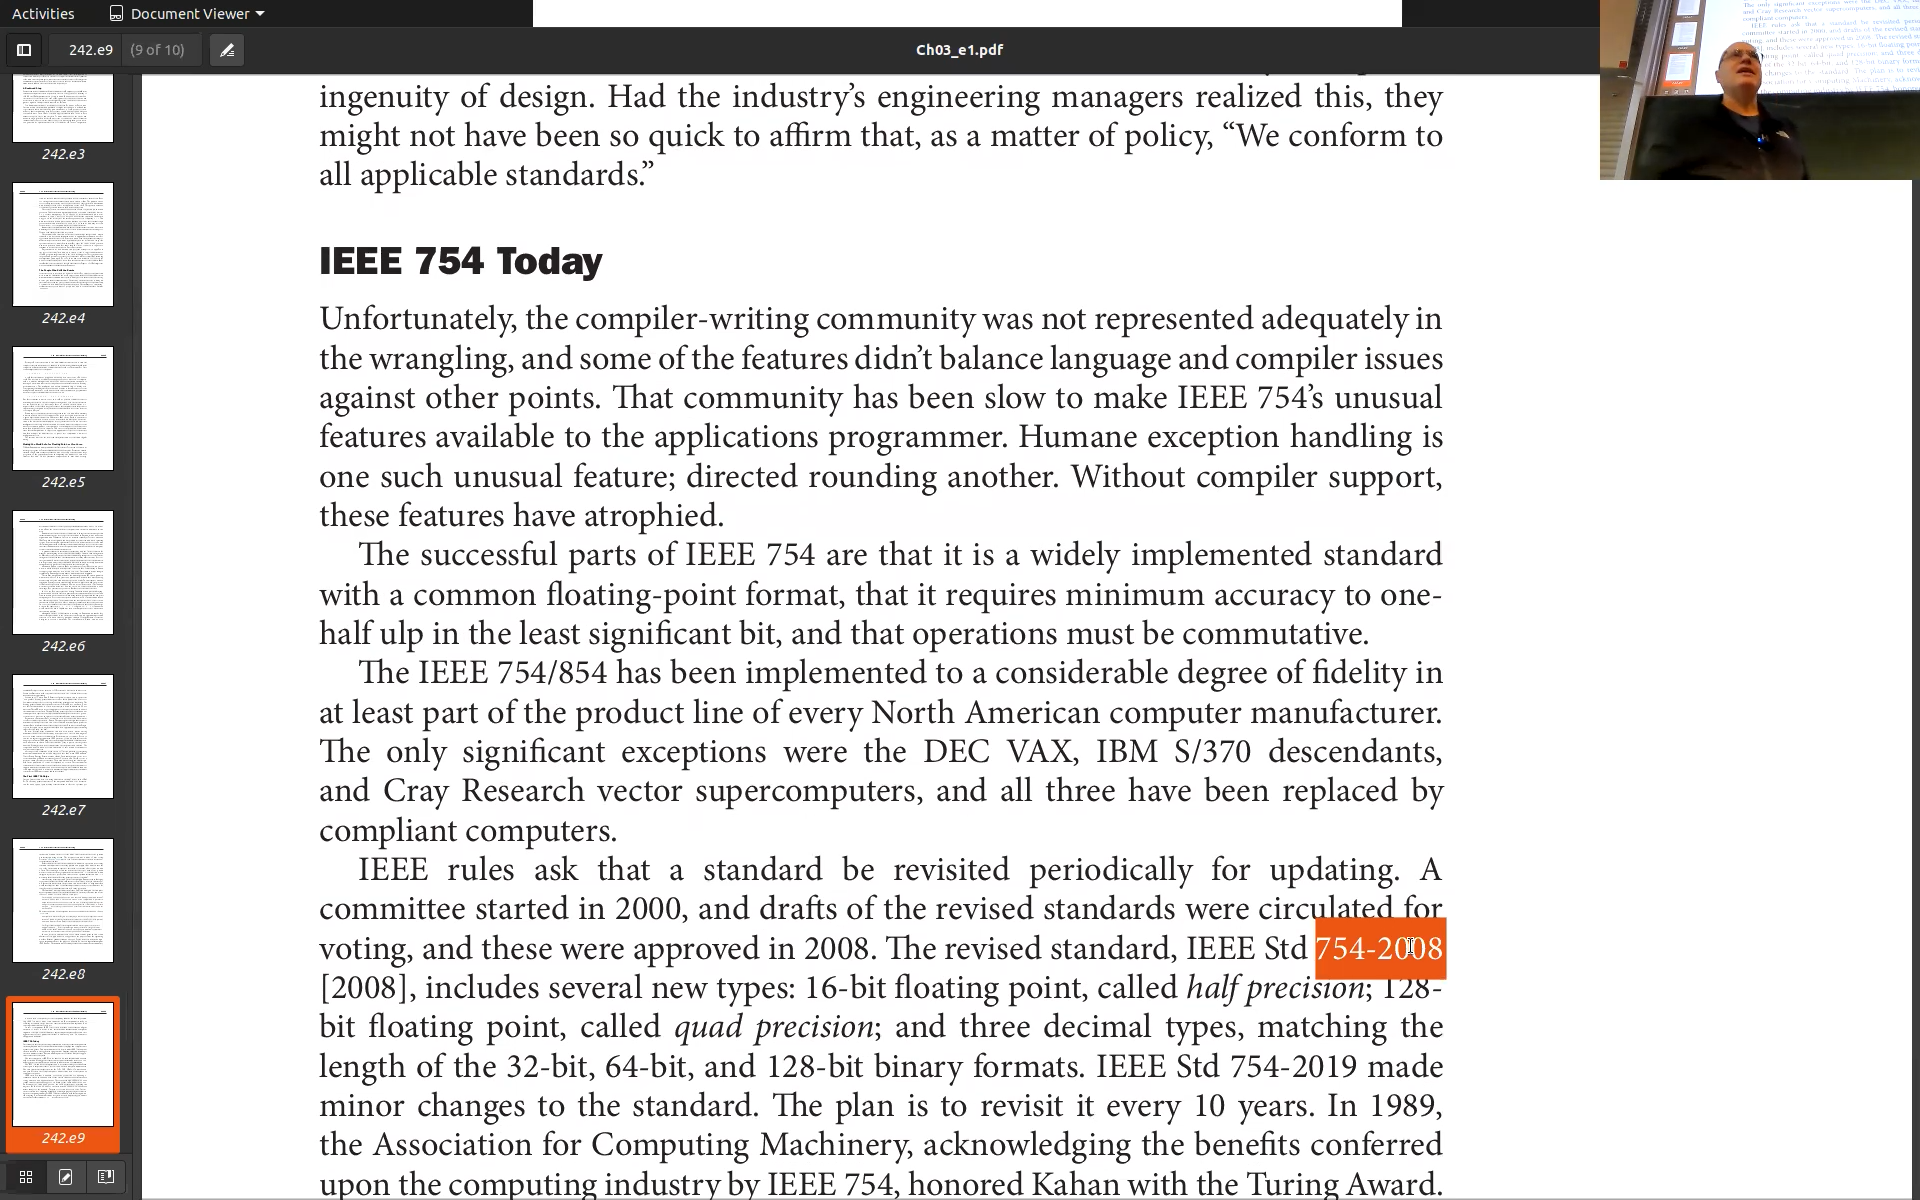 Activities
Document Viewer
242.e9
(9 of 10)
Ch03_e1.pdf
242.e3
242.e4
242.e5
242.e6
242.e7
242.e8
242.e9
ingenuity of design. Had the industry’s engineering managers realized this, they
might not have been so quick to affirm that, as a matter of policy, “We conform to
all applicable standards.”
IEEE 754 Today
Unfortunately, the compiler-writing community was not represented adequately in
the wrangling, and some of the features didn’t balance language and compiler issues
against other points. That community has been slow to make IEEE 754’s unusual
features available to the applications programmer. Humane exception handling is
one such unusual feature; directed rounding another. Without compiler support,
these features have atrophied.
The successful parts of IEEE 754 are that it is a widely implemented standard
with a common floating-point format, that it requires minimum accuracy to one-
half ulp in the least significant bit, and that operations must be commutative.
The IEEE 754/854 has been implemented to a considerable degree of fidelity in
at least part of the product line of every North American computer manufacturer.
The only significant exceptions were the DEC VAX, IBM S/370 descendants,
and Cray Research vector supercomputers, and all three have been replaced by
compliant computers.
IEEE rules ask that a standard be revisited periodically for updating. A
committee started in 2000, and drafts of the revised standards were circulated for
voting, and these were approved in 2008. The revised standard, IEEE Std 754-2008
[2008], includes several new types: 16-bit floating point, called half precision; 128-
bit floating point, called quad precision; and three decimal types, matching the
length of the 32-bit, 64-bit, and 128-bit binary formats. IEEE Std 754-2019 made
minor changes to the standard. The plan is to revisit it every 10 years. In 1989,
the Association for Computing Machinery, acknowledging the benefits conferred
upon the computing industry by IEEE 754, honored Kahan with the Turing Award.